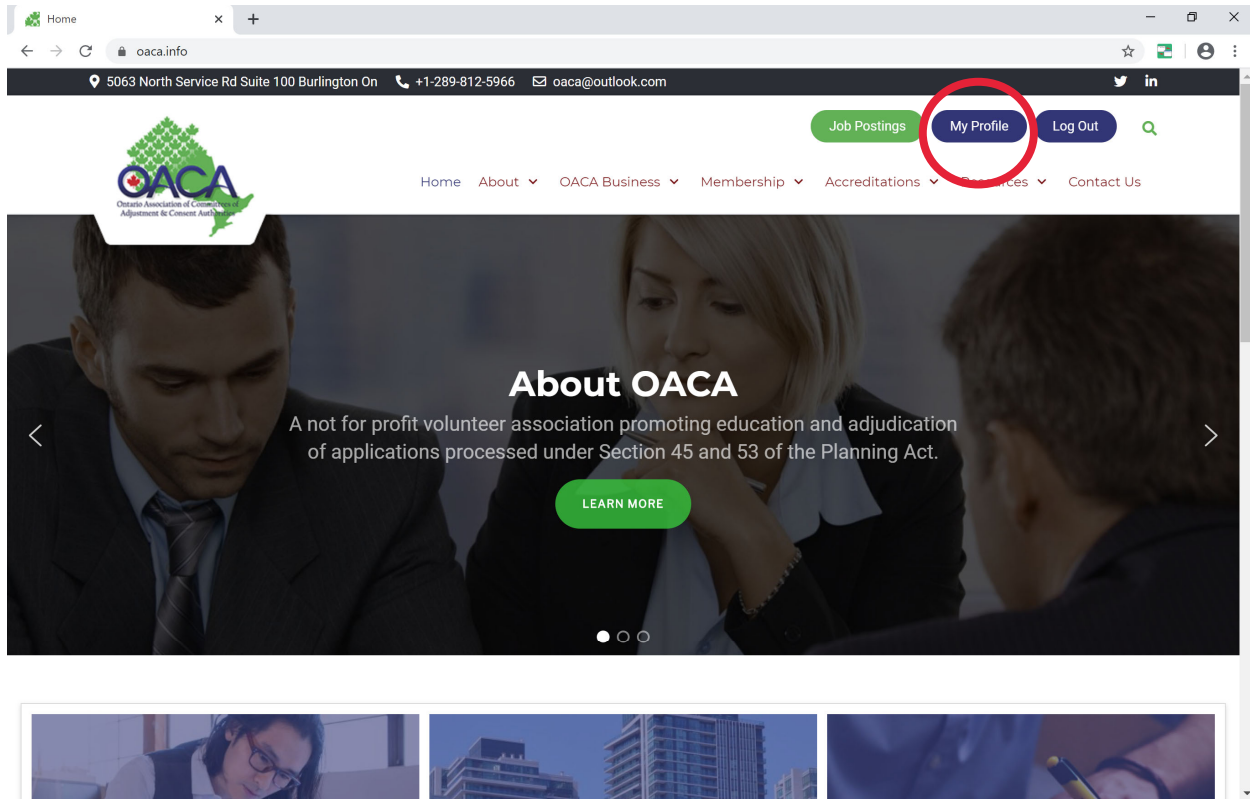 Home
oaca.info
5063 North Service Rd Suite 100 Burlington On +1-289-812-5966 oaca@outlook.com in
Job Postings My Profile Log Out
OACA
Ontario Association of Committees of
Adjustment & Consent Authorities
Home About OACA Business Membership Accreditations Resources Contact Us
About OACA
A not for profit volunteer association promoting education and adjudication
of applications processed under Section 45 and 53 of the Planning Act.
LEARN MORE